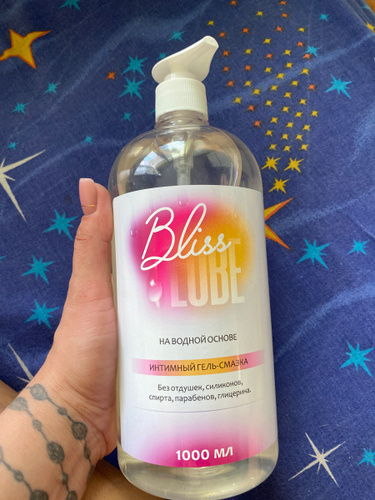 Bliss
LUBE
НА ВОДНОЙ ОСНОВЕ
ИНТИМНЫЙ ГЕЛЬ-СМАЗКА
Без отдушек, силиконов,
спирта, парабенов, глицерина.
1000 МЛ